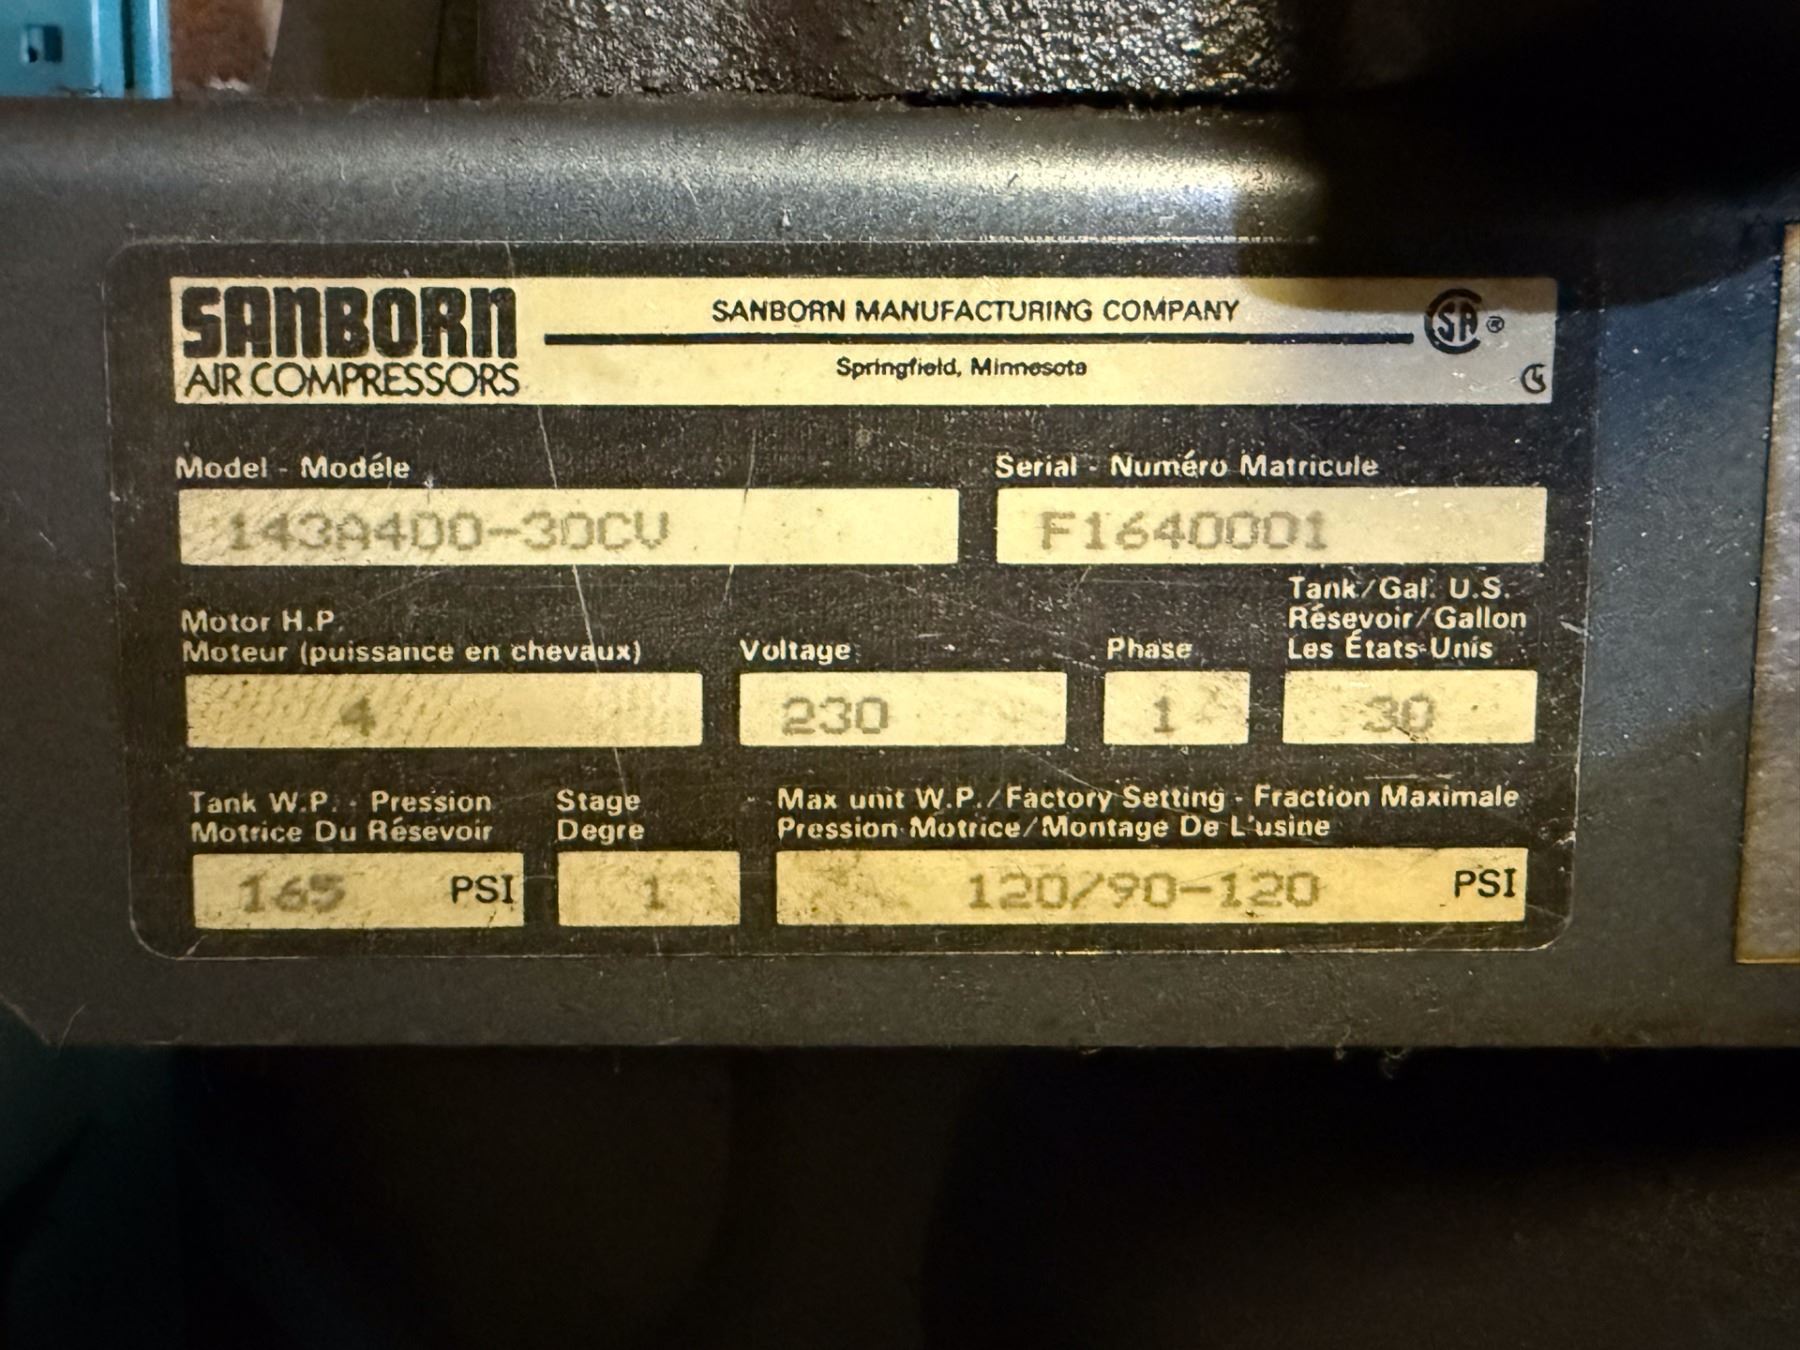 SANBORN
AIR COMPRESSORS
SANBORN MANUFACTURING COMPANY
Springfield, Minnesota
SA ®
Model - Modéle
143A400-30CV
Serial - Numéro Matricule
F1640001
Motor H.P.
Moteur (puissance en chevaux)
4
Voltage
230
Phase
1
Tank/Gal. U.S.
Résevoir/Gallon
Les États-Unis
30
Tank W.P. - Pression
Motrice Du Résevoir
165 PSI
Stage
Degre
1
Max unit W.P./Factory Setting - Fraction Maximale
Pression Motrice/Montage De L'usine
120/90-120 PSI